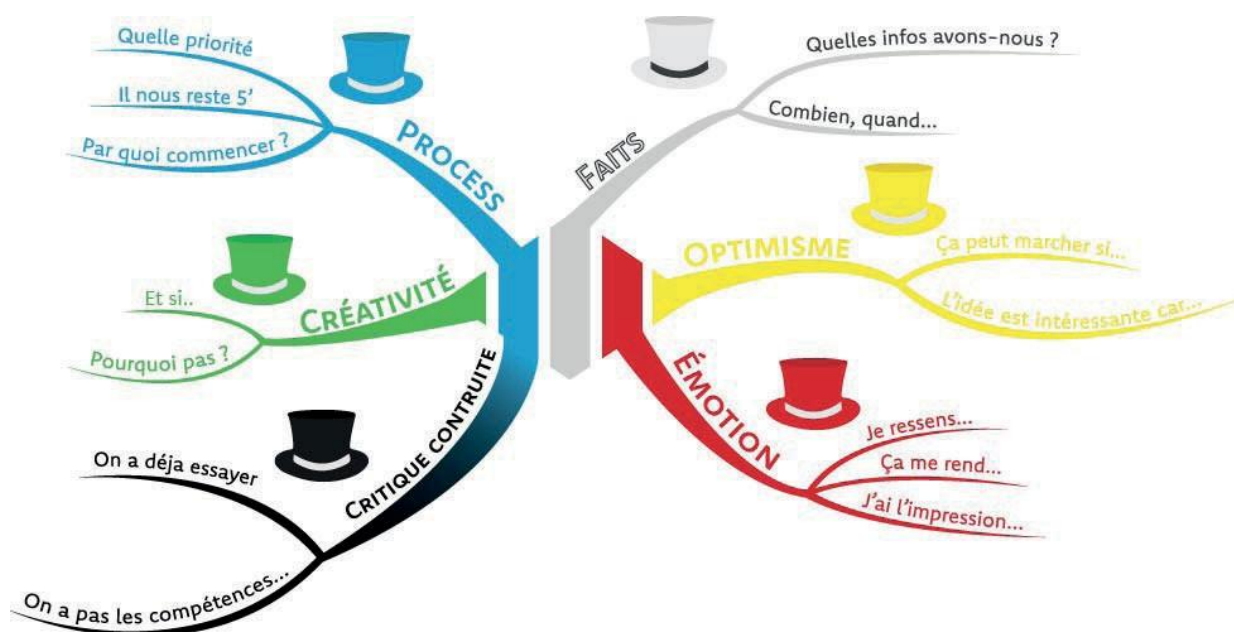 Quelle priorité
Il nous reste 5'
Par quoi commencer ?
PROCESS
FAITS
Quelles infos avons-nous ?
Combien, quand...
OPTIMISME
Ça peut marcher si...
L'idée est intéressante car...
ÉMOTION
Je ressens...
Ça me rend...
J'ai l'impression...
CRÉATIVITÉ
Et si..
Pourquoi pas ?
CRITIQUE CONTRUITE
On a déja essayer
On a pas les compétences...